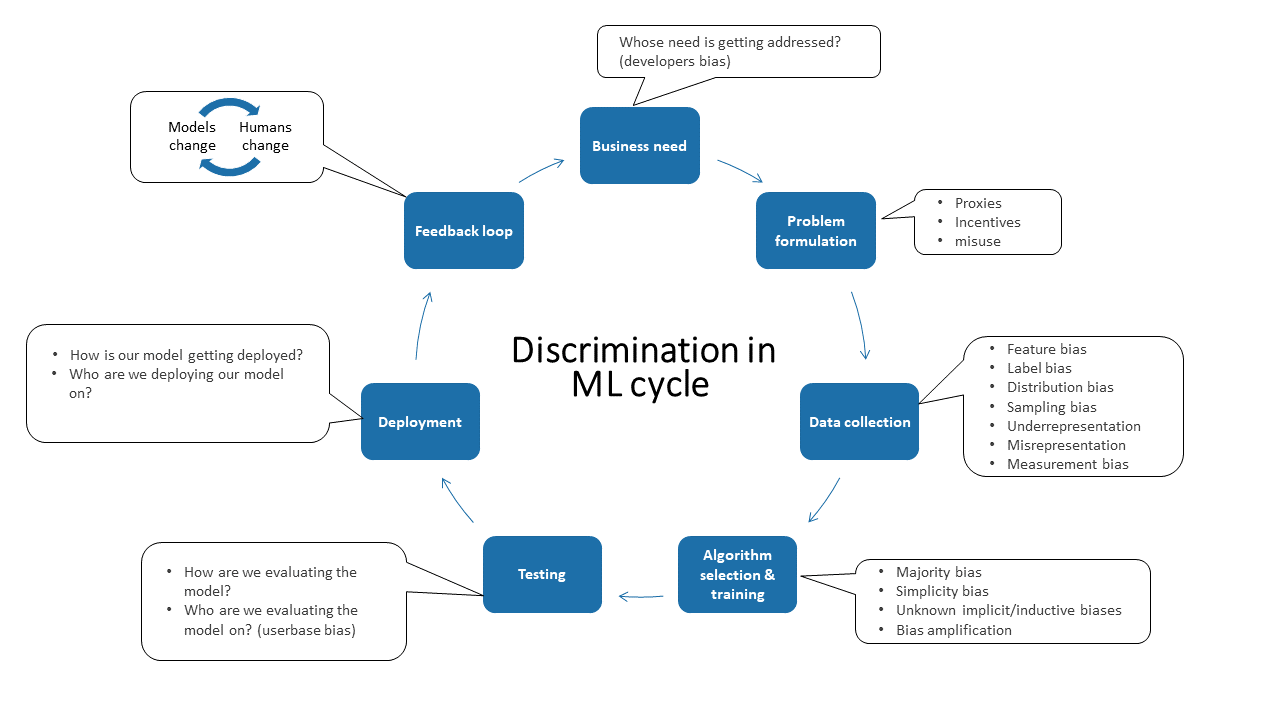 Whose need is getting addressed?
(developers bias)
Models
change
Humans
change
Business need
Feedback loop
Problem
formulation
• Proxies
• Incentives
• misuse
Discrimination in
ML cycle
• How is our model getting deployed?
• Who are we deploying our model
on?
Deployment
Data collection
• Feature bias
• Label bias
• Distribution bias
• Sampling bias
• Underrepresentation
• Misrepresentation
• Measurement bias
• How are we evaluating the
model?
• Who are we evaluating the
model on? (userbase bias)
Testing
Algorithm
selection &
training
• Majority bias
• Simplicity bias
• Unknown implicit/inductive biases
• Bias amplification